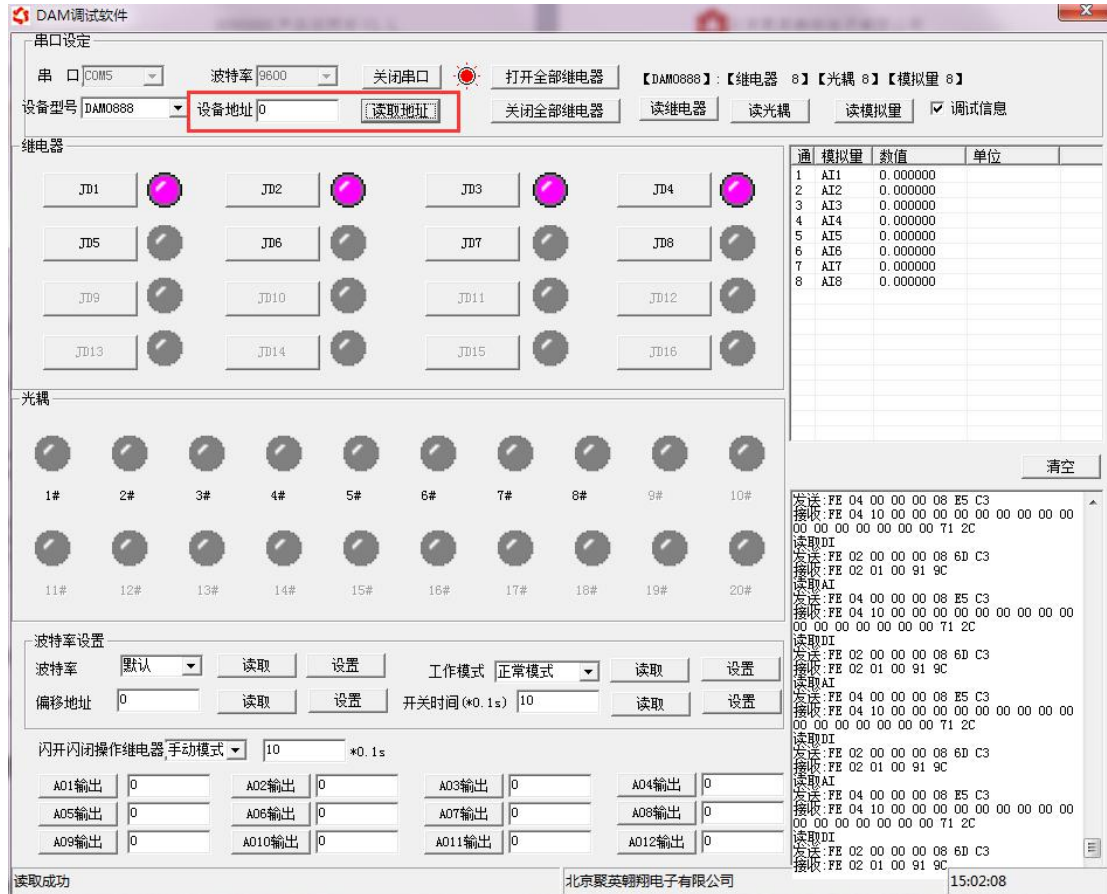 DAM调试软件
串口设定
串 口 COM5 波特率 9600 关闭串口 打开全部继电器 【DAM0888】:【继电器 8】【光耦 8】【模拟量 8】
设备型号 DAM0888 设备地址 0 读取地址 关闭全部继电器 读继电器 读光耦 读模拟量 调试信息
继电器
JD1 JD2 JD3 JD4
JD5 JD6 JD7 JD8
JD9 JD10 JD11 JD12
JD13 JD14 JD15 JD16
通 模拟量 数值 单位
1 AI1 0.000000
2 AI2 0.000000
3 AI3 0.000000
4 AI4 0.000000
5 AI5 0.000000
6 AI6 0.000000
7 AI7 0.000000
8 AI8 0.000000
光耦
1# 2# 3# 4# 5# 6# 7# 8# 9# 10#
11# 12# 13# 14# 15# 16# 17# 18# 19# 20#
清空
发送:FE 04 00 00 00 08 E5 C3
接收:FE 04 10 00 00 00 00 00 00 00 00 00
00 00 00 00 00 00 00 71 2C
读取DI
发送:FE 02 00 00 00 08 6D C3
接收:FE 02 01 00 91 9C
读取AI
发送:FE 04 00 00 00 08 E5 C3
接收:FE 04 10 00 00 00 00 00 00 00 00 00
00 00 00 00 00 00 00 71 2C
读取DI
发送:FE 02 00 00 00 08 6D C3
接收:FE 02 01 00 91 9C
读取AI
发送:FE 04 00 00 00 08 E5 C3
接收:FE 04 10 00 00 00 00 00 00 00 00 00
00 00 00 00 00 00 00 71 2C
读取DI
发送:FE 02 00 00 00 08 6D C3
接收:FE 02 01 00 91 9C
读取AI
发送:FE 04 00 00 00 08 E5 C3
接收:FE 04 10 00 00 00 00 00 00 00 00 00
00 00 00 00 00 00 00 71 2C
读取DI
发送:FE 02 00 00 00 08 6D C3
接收:FE 02 01 00 91 9C
波特率设置
波特率 默认 读取 设置 工作模式 正常模式 读取 设置
偏移地址 0 读取 设置 开关时间(*0.1s) 10 读取 设置
闪开闪闭操作继电器 手动模式 10 *0.1s
AO1输出 0 AO2输出 0 AO3输出 0 AO4输出 0
AO5输出 0 AO6输出 0 AO7输出 0 AO8输出 0
AO9输出 0 AO10输出 0 AO11输出 0 AO12输出 0
读取成功 北京聚英翱翔电子有限公司 15:02:08